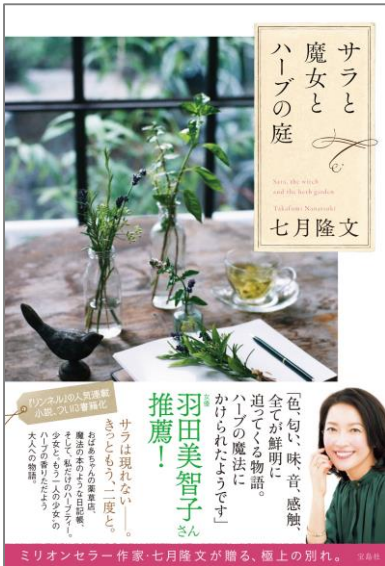 サラと
魔女と
ハーブの庭
Sara, the witch
and the herb garden
Takafumi Nanatsuki
七月隆文
「色、匂い、味、音、感触、
全てが鮮明に
迫ってくる物語。
ハーブの魔法に
かけられたようです」
女優
羽田美智子さん
推薦!
『リンネル』の人気連載
小説、ついに書籍化
サラは現れない――。
きっともう、二度と。
おばあちゃんの薬草店、
魔法の本のような日記帳、
そして、私だけのハーブティー。
少女と、もう一人の少女の、
ハーブの香りただよう
大人への物語。
ミリオンセラー作家・七月隆文が贈る、極上の別れ。
宝島社